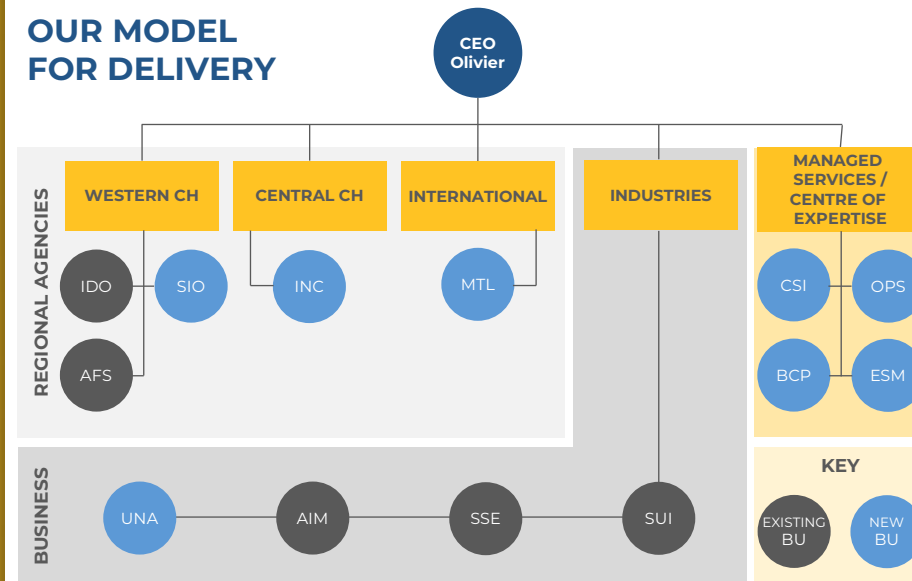 OUR MODEL
FOR DELIVERY
CEO
Olivier
REGIONAL AGENCIES
WESTERN CH
CENTRAL CH
INTERNATIONAL
INDUSTRIES
MANAGED
SERVICES /
CENTRE OF
EXPERTISE
IDO
SIO
INC
MTL
CSI
OPS
AFS
BCP
ESM
BUSINESS
UNA
AIM
SSE
SUI
KEY
EXISTING
BU
NEW
BU